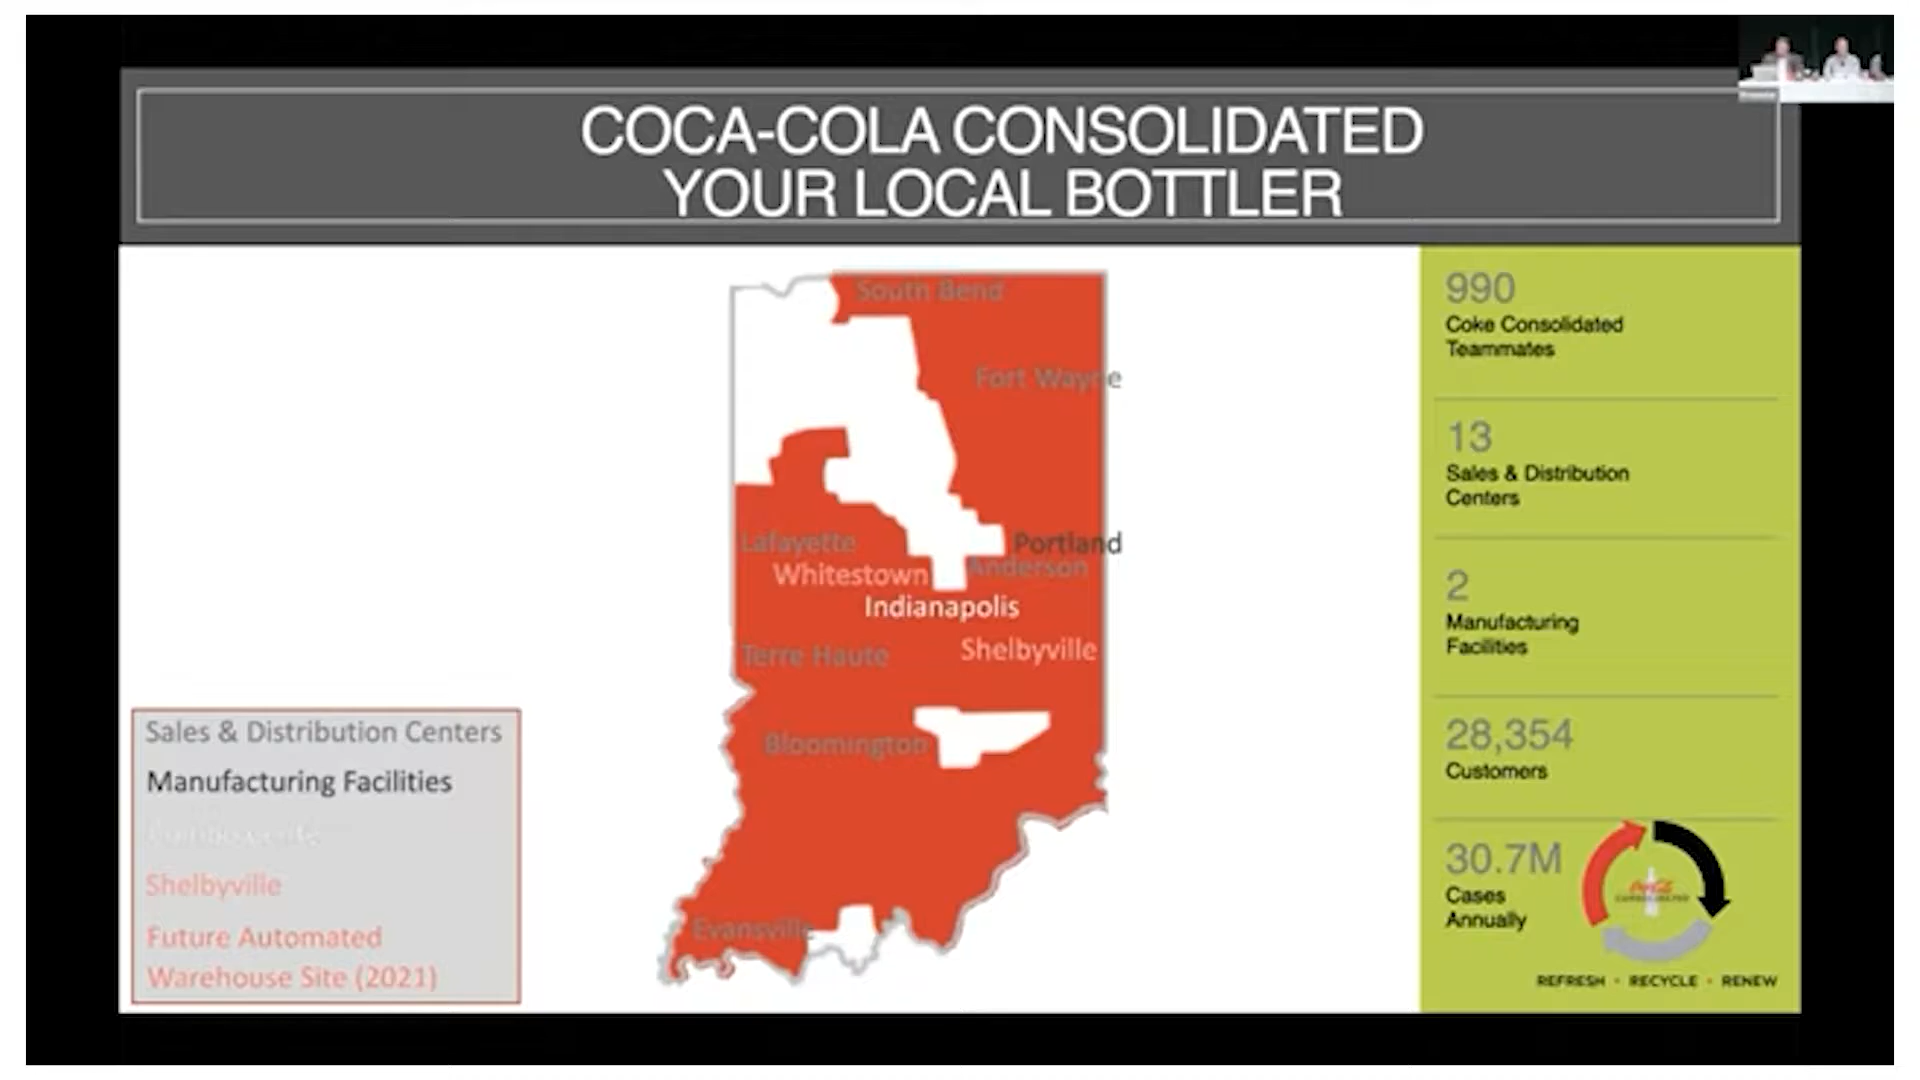 COCA-COLA CONSOLIDATED
YOUR LOCAL BOTTLER
South Bend
Fort Wayne
Lafayette
Portland
Anderson
Whitestown
Indianapolis
Shelbyville
Terre Haute
Bloomington
Evansville
Sales & Distribution Centers
Manufacturing Facilities
Shelbyville
Future Automated
Warehouse Site (2021)
990
Coke Consolidated
Teammates
13
Sales & Distribution
Centers
2
Manufacturing
Facilities
28,354
Customers
30.7M
Cases
Annually
CONSOLIDATED
REFRESH · RECYCLE · RENEW